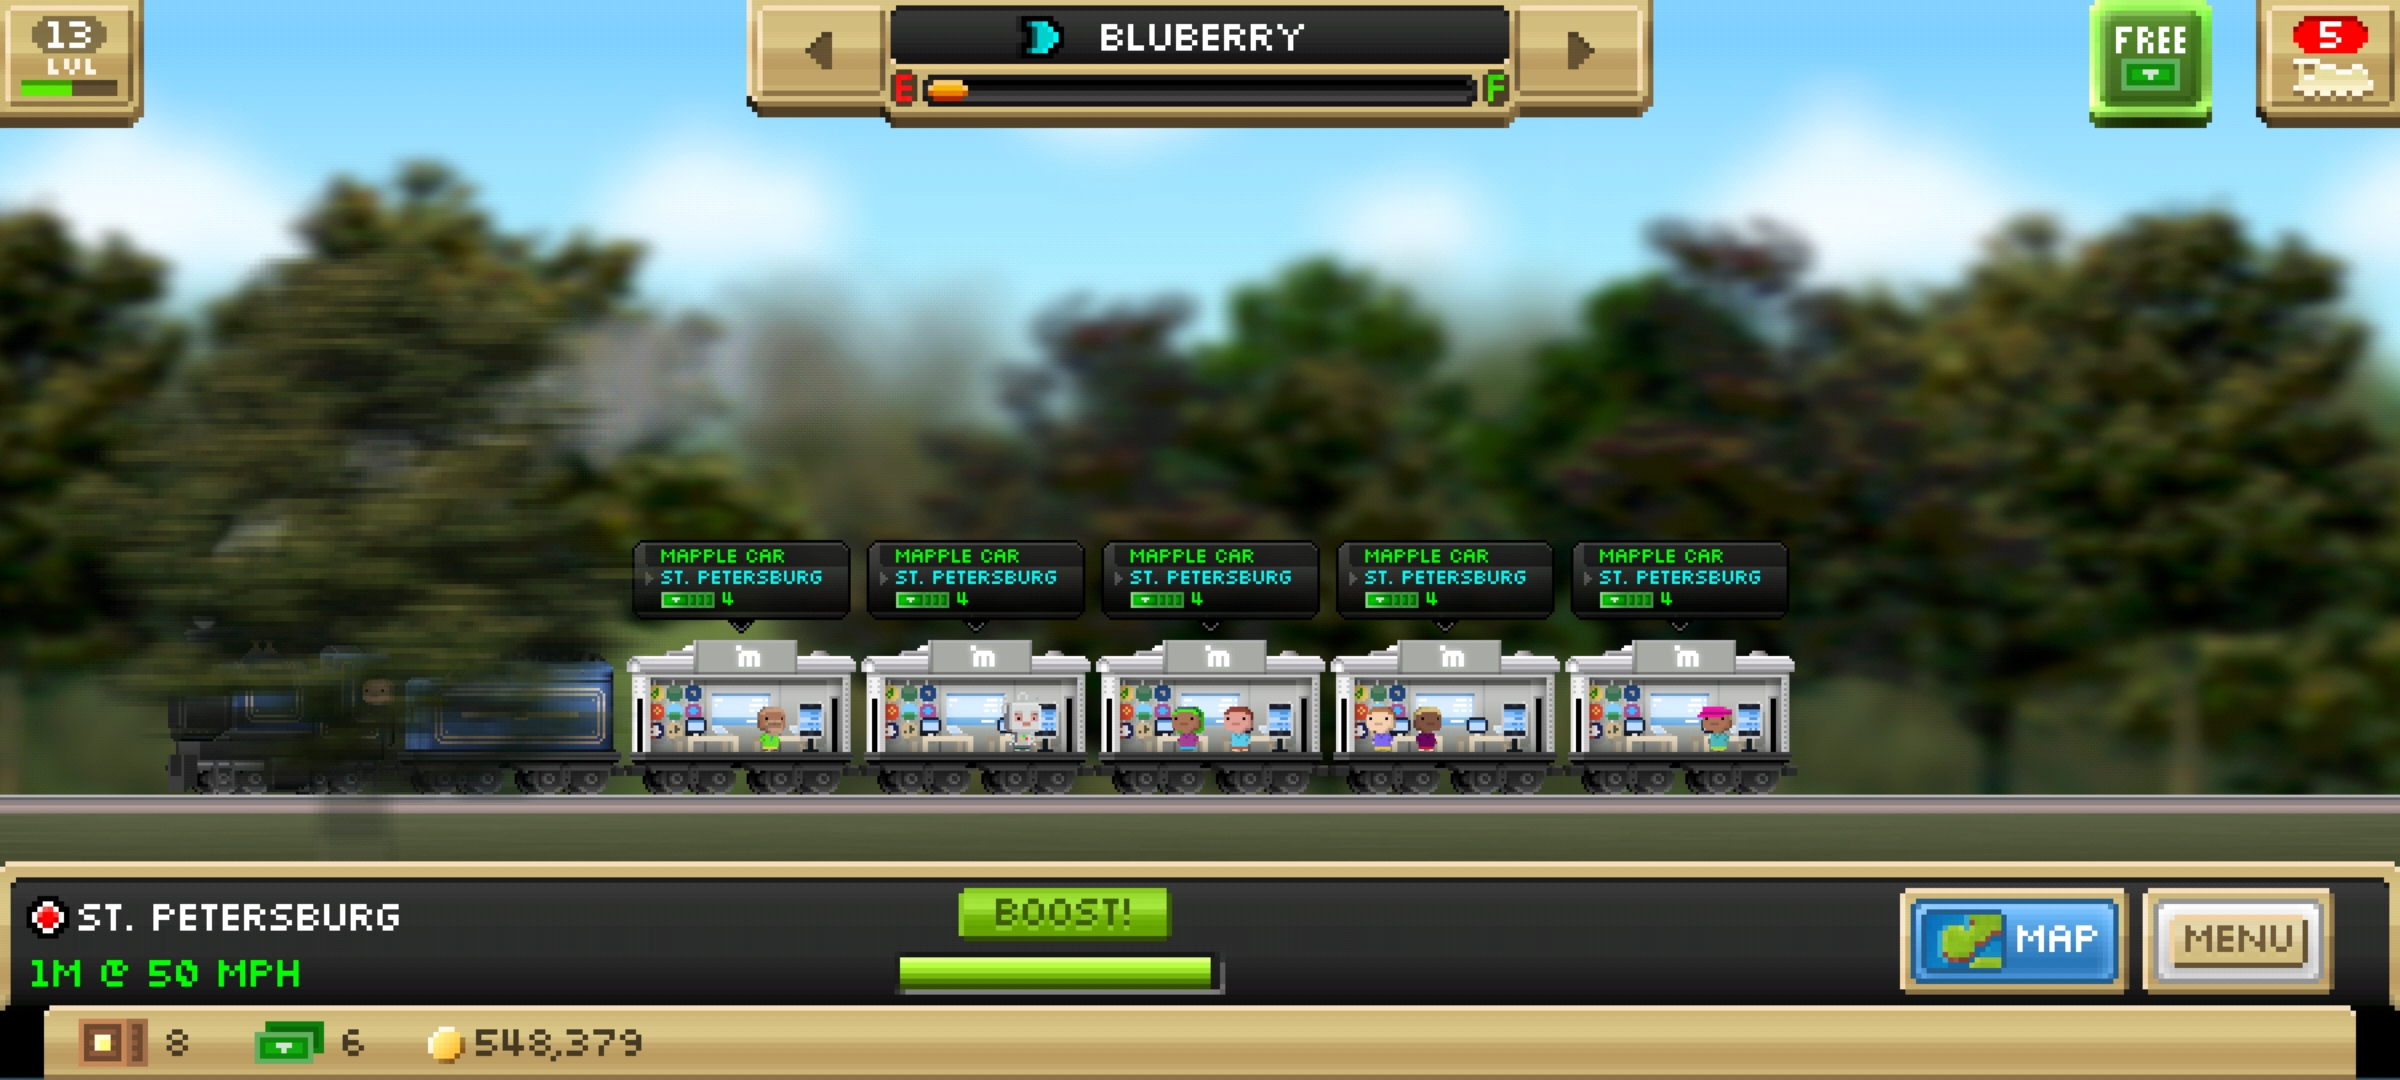 13
LVL
BLUBERRY
E F
FREE
5
MAPPLE CAR
ST. PETERSBURG
4
MAPPLE CAR
ST. PETERSBURG
4
MAPPLE CAR
ST. PETERSBURG
4
MAPPLE CAR
ST. PETERSBURG
4
MAPPLE CAR
ST. PETERSBURG
4
m
m
m
m
m
ST. PETERSBURG
1M @ 50 MPH
BOOST!
MAP
MENU
8
6
548,379